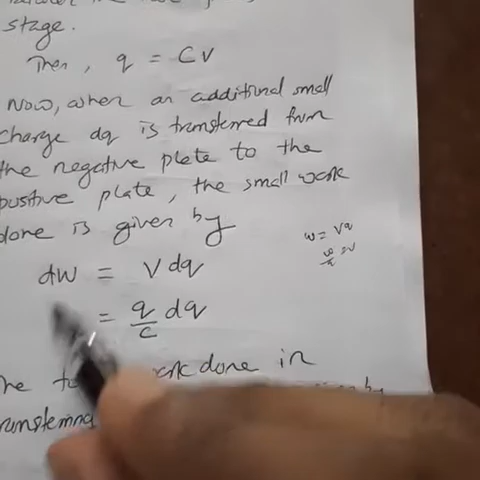 stage.
Then, q = CV
Now, when an additional small
charge dq is transferred from
the negative plate to the
positive plate, the small work
done is given by
w = Vq
w/q = V
dw = V dq
= q/c dq
done in